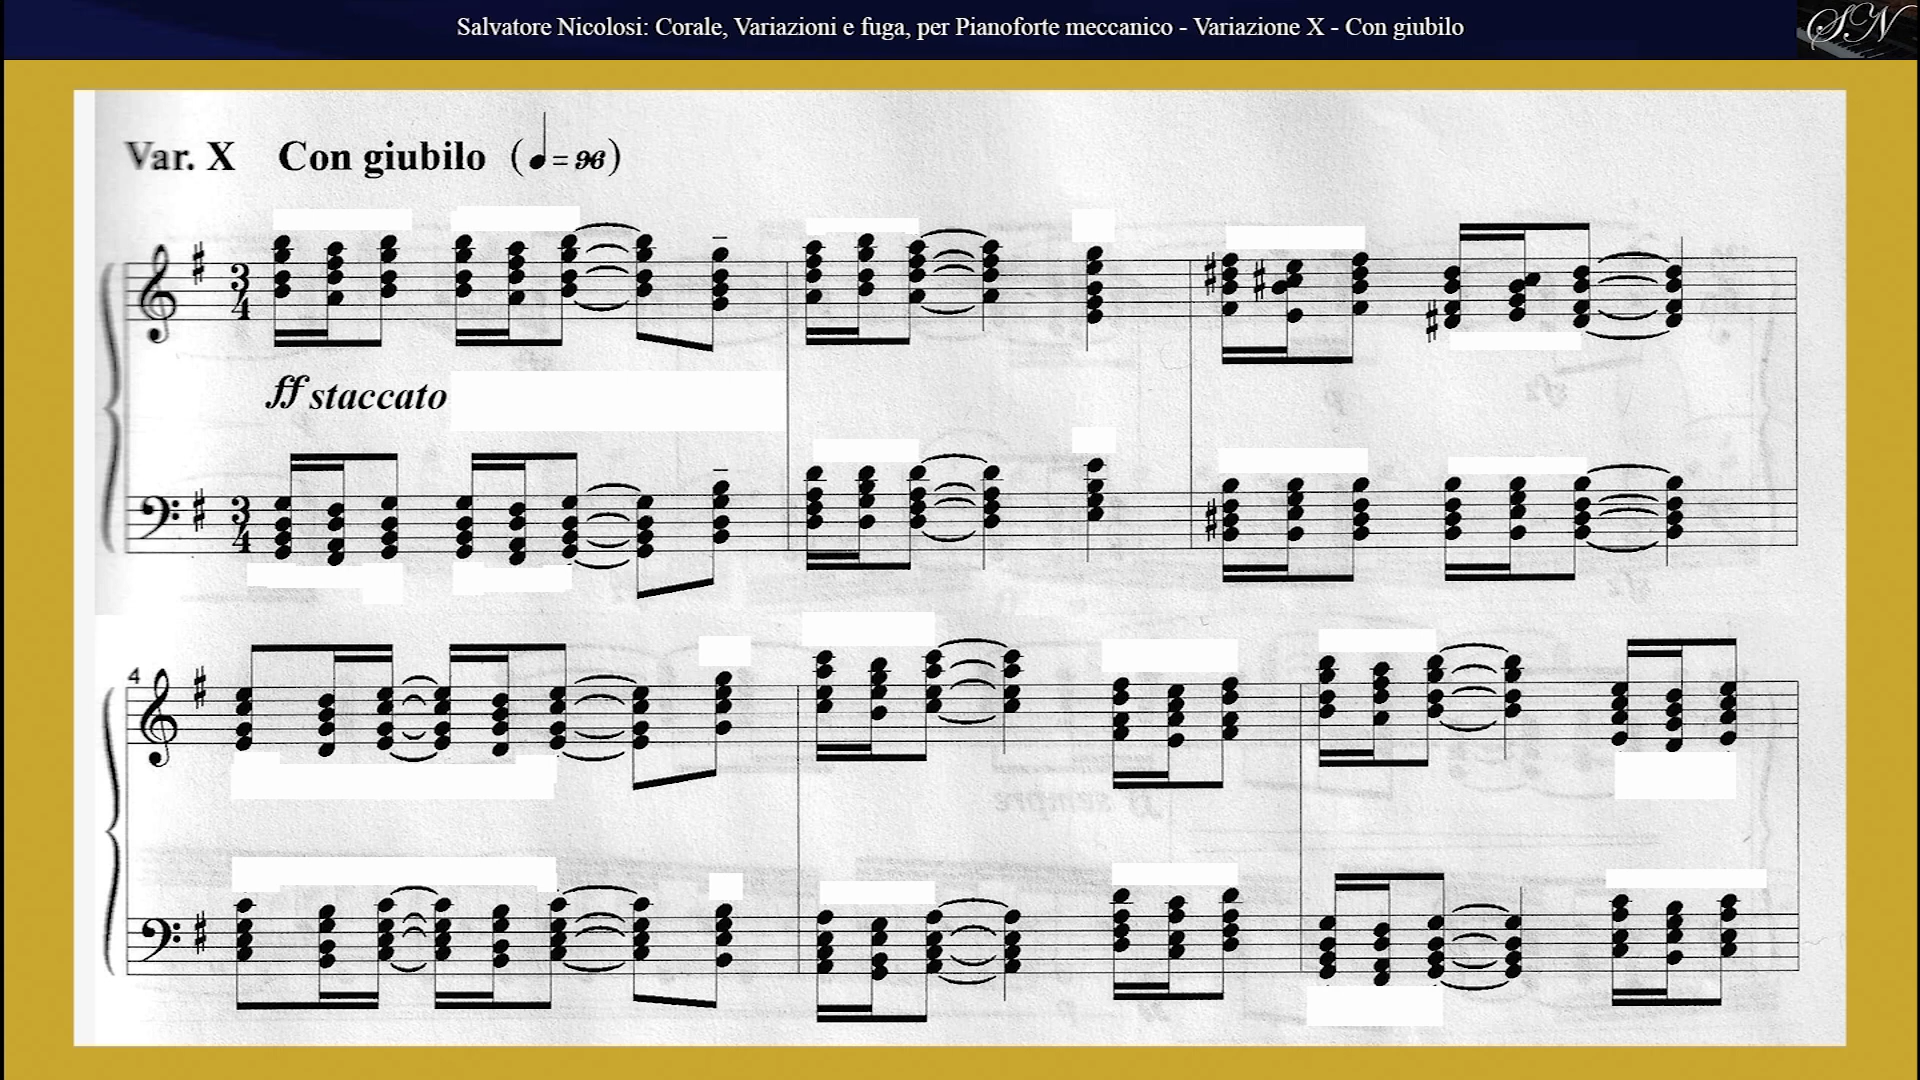 Salvatore Nicolosi: Corale, Variazioni e fuga, per Pianoforte meccanico - Variazione X - Con giubilo
SN
Var. X Con giubilo (♩ = 96)
3
4
ff staccato
3
4
4